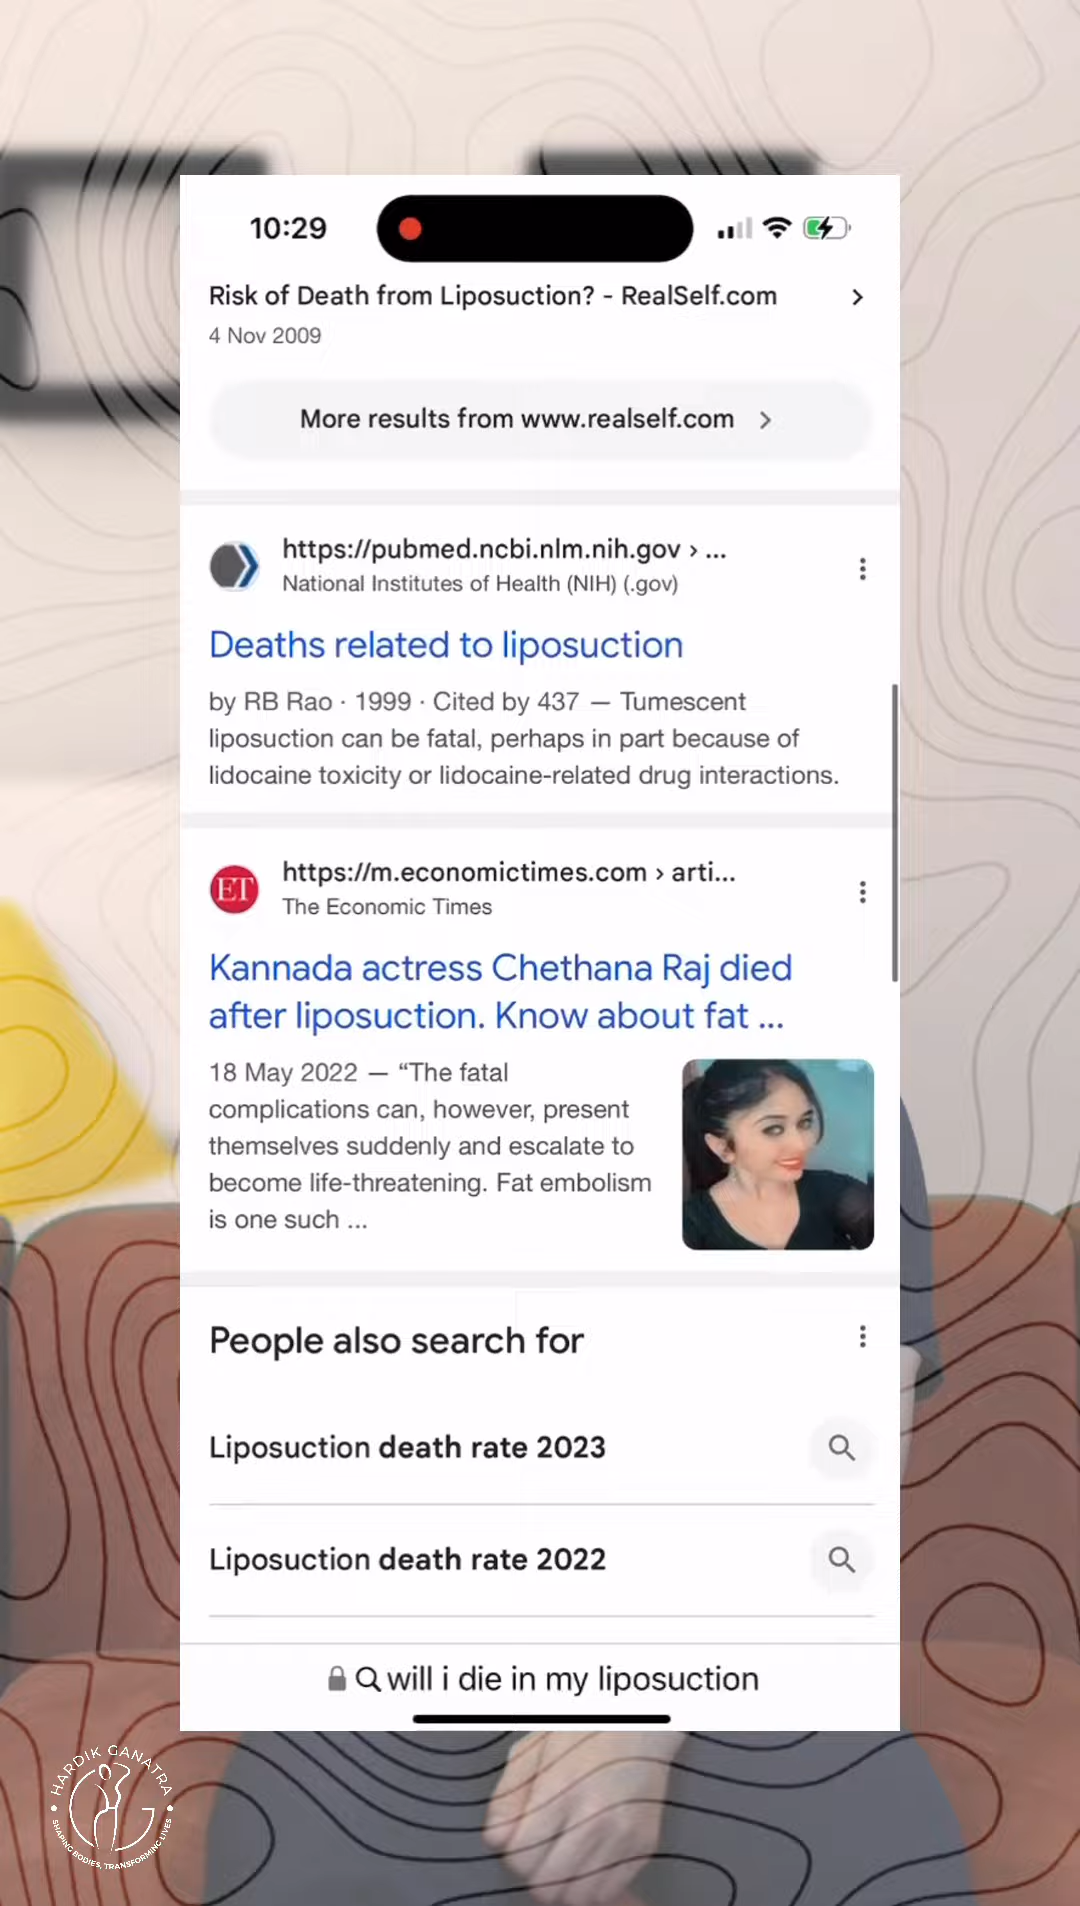 10:29
Risk of Death from Liposuction? - RealSelf.com
4 Nov 2009
More results from www.realself.com
https://pubmed.ncbi.nlm.nih.gov › ...
National Institutes of Health (NIH) (.gov)
Deaths related to liposuction
by RB Rao · 1999 · Cited by 437 — Tumescent
liposuction can be fatal, perhaps in part because of
lidocaine toxicity or lidocaine-related drug interactions.
ET
https://m.economictimes.com › arti...
The Economic Times
Kannada actress Chethana Raj died
after liposuction. Know about fat ...
18 May 2022 — “The fatal
complications can, however, present
themselves suddenly and escalate to
become life-threatening. Fat embolism
is one such ...
People also search for
Liposuction death rate 2023
Liposuction death rate 2022
will i die in my liposuction
HARDIK GANATRA
SHAPING BODIES, TRANSFORMING LIVES